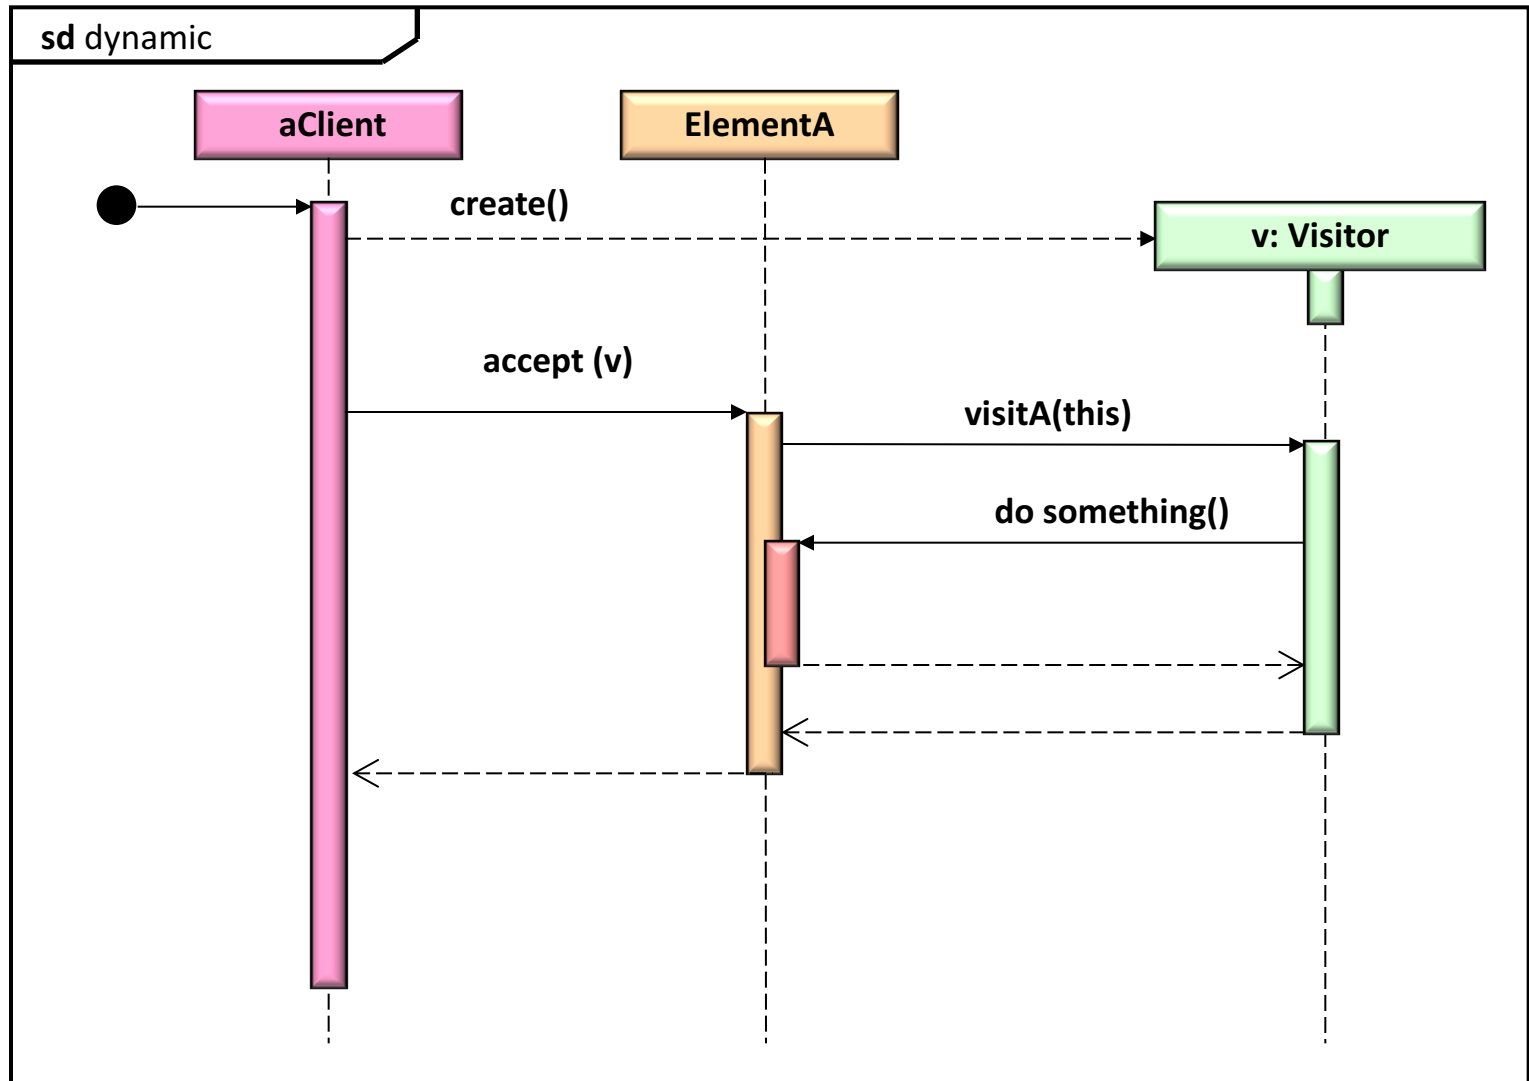 sd dynamic
aClient
ElementA
create()
v: Visitor
accept (v)
visitA(this)
do something()